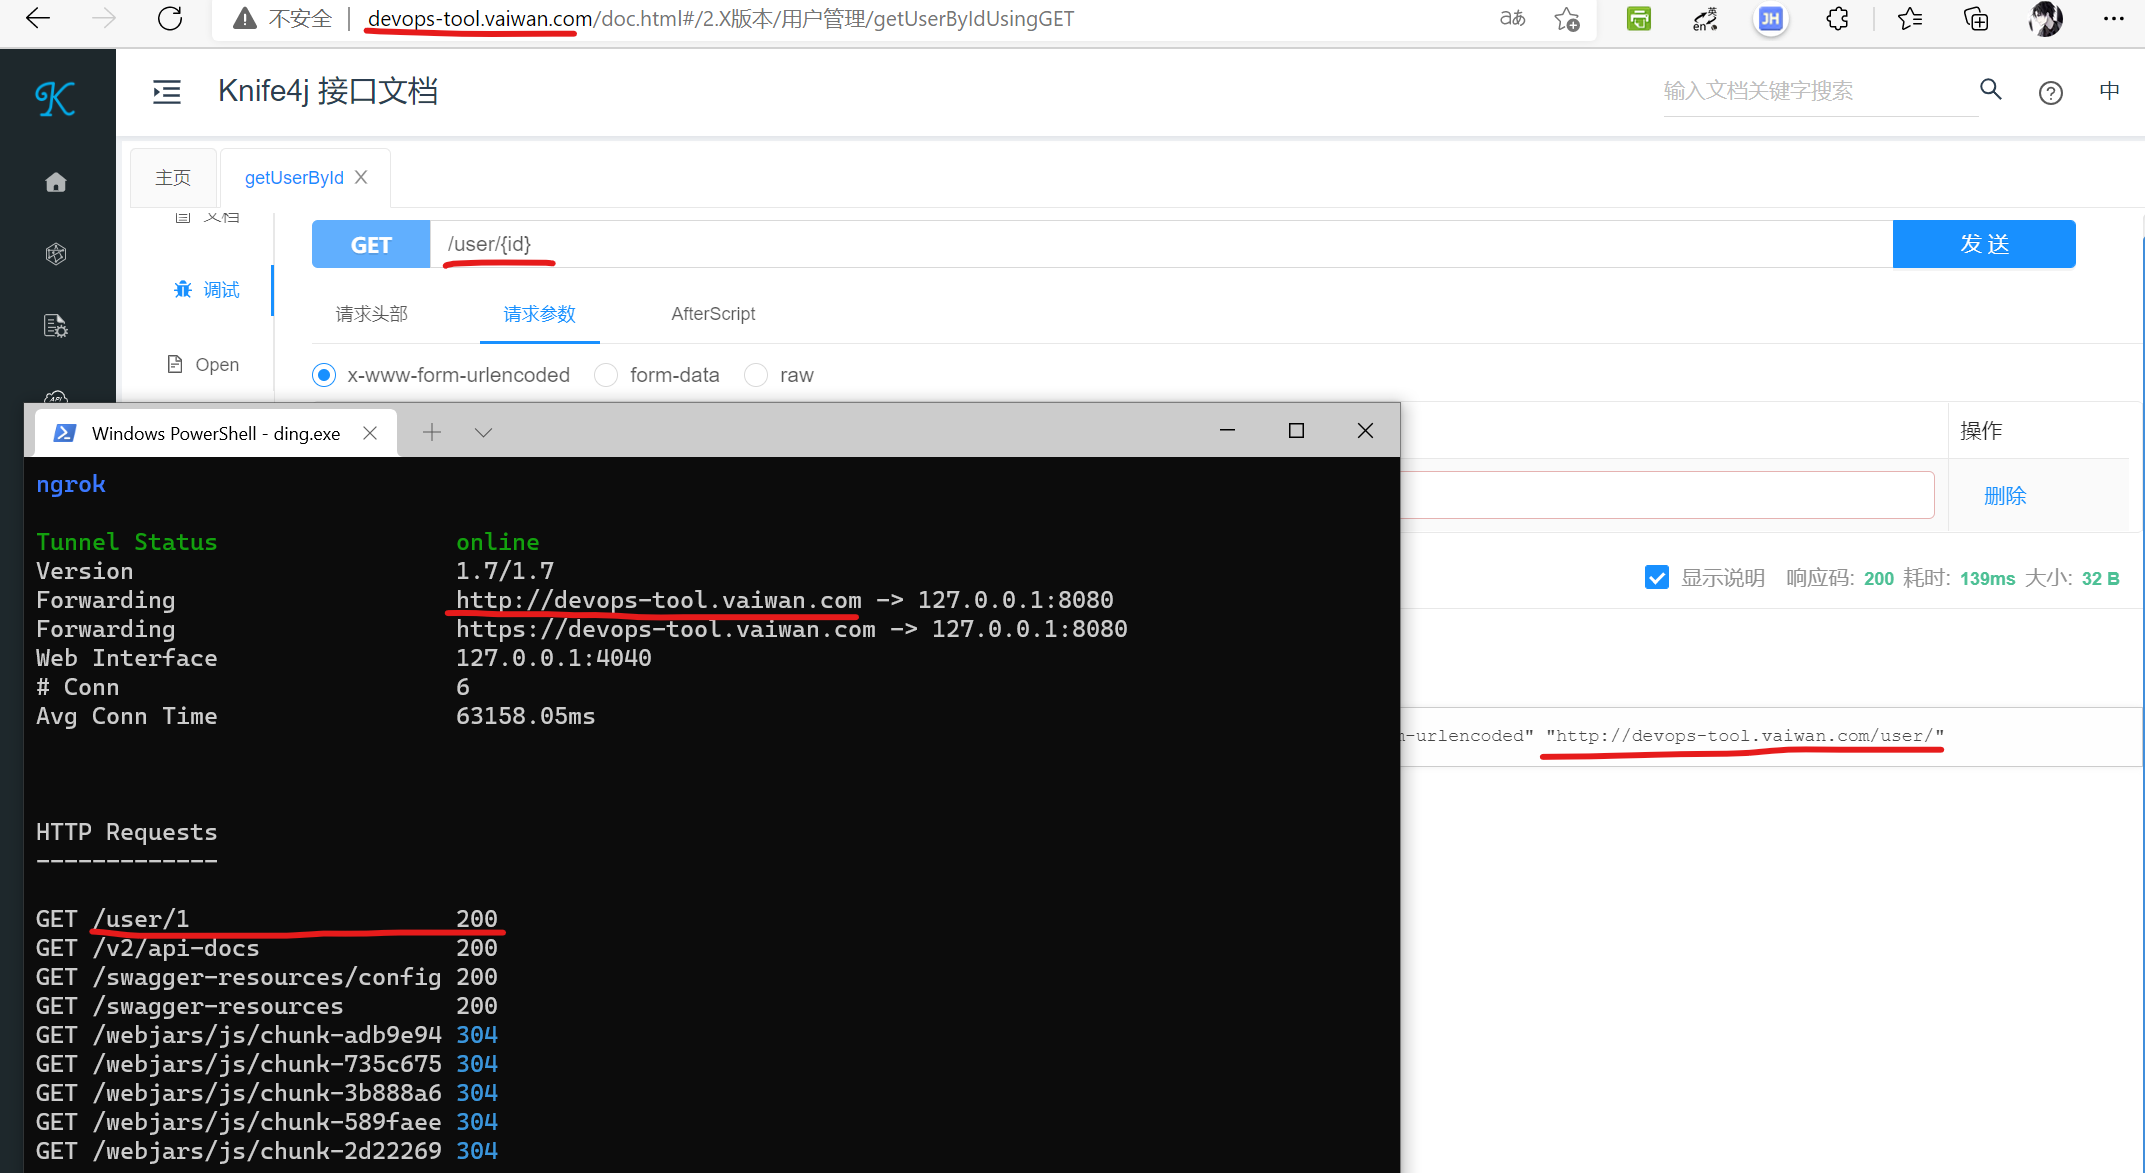 不安全 | devops-tool.vaiwan.com/doc.html#/2.X版本/用户管理/getUserByIdUsingGET
aあ
英
en
JH
K
Knife4j 接口文档
输入文档关键字搜索
中
主页
getUserById
文档
GET
/user/{id}
发 送
调试
请求头部
请求参数
AfterScript
Open
x-www-form-urlencoded
form-data
raw
API
Windows PowerShell - ding.exe
操作
删除
ngrok
Tunnel Status online
Version 1.7/1.7
Forwarding http://devops-tool.vaiwan.com -> 127.0.0.1:8080
Forwarding https://devops-tool.vaiwan.com -> 127.0.0.1:8080
Web Interface 127.0.0.1:4040
# Conn 6
Avg Conn Time 63158.05ms
显示说明 响应码: 200 耗时: 139ms 大小: 32 B
-urlencoded" "http://devops-tool.vaiwan.com/user/"
HTTP Requests
-------------
GET /user/1 200
GET /v2/api-docs 200
GET /swagger-resources/config 200
GET /swagger-resources 200
GET /webjars/js/chunk-adb9e94 304
GET /webjars/js/chunk-735c675 304
GET /webjars/js/chunk-3b888a6 304
GET /webjars/js/chunk-589faee 304
GET /webjars/js/chunk-2d22269 304